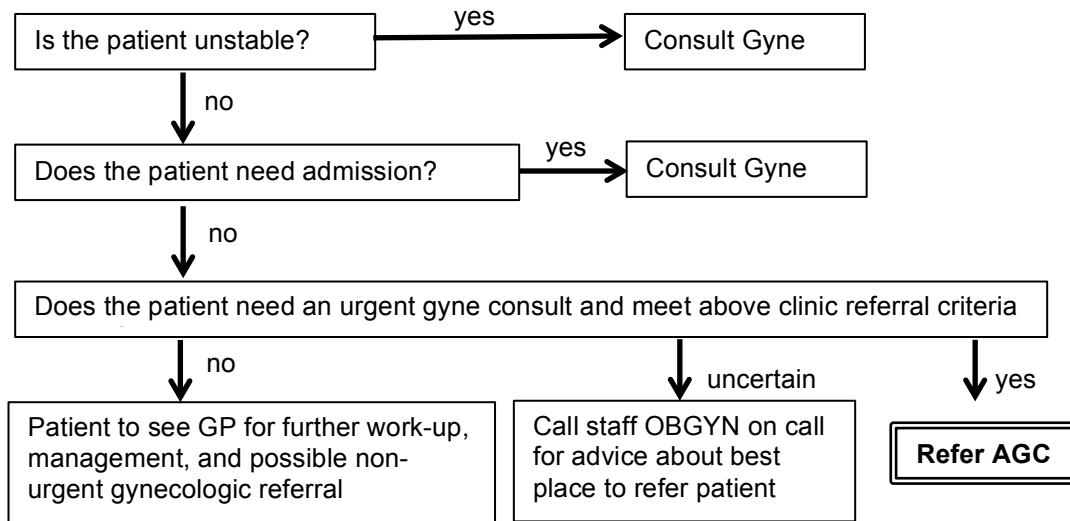 Is the patient unstable?
yes
Consult Gyne
no
Does the patient need admission?
yes
Consult Gyne
no
Does the patient need an urgent gyne consult and meet above clinic referral criteria
no
uncertain
yes
Patient to see GP for further work-up,
management, and possible non-
urgent gynecologic referral
Call staff OBGYN on call
for advice about best
place to refer patient
Refer AGC